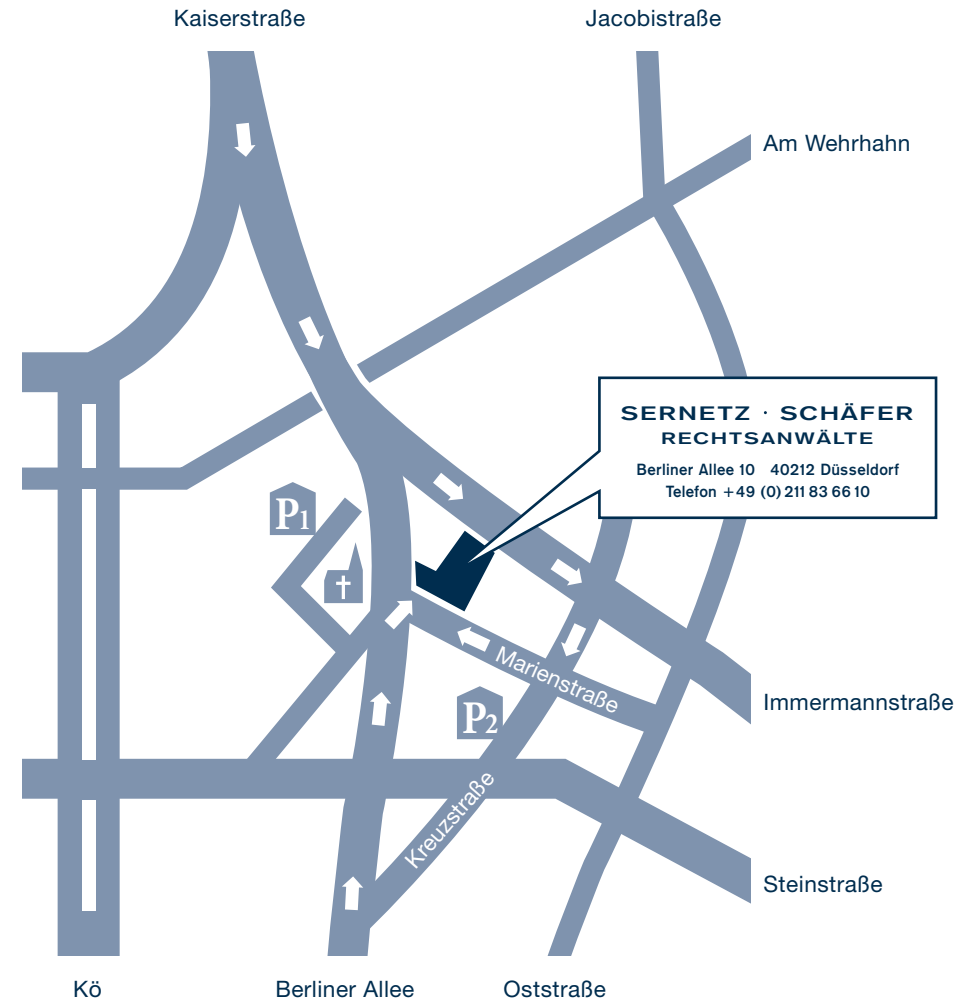 Kaiserstraße
Jacobistraße
Am Wehrhahn
SERNETZ · SCHÄFER
RECHTSANWÄLTE
Berliner Allee 10 40212 Düsseldorf
Telefon +49 (0) 211 83 66 10
P1
Marienstraße
P2
Immermannstraße
Kreuzstraße
Steinstraße
Kö
Berliner Allee
Oststraße